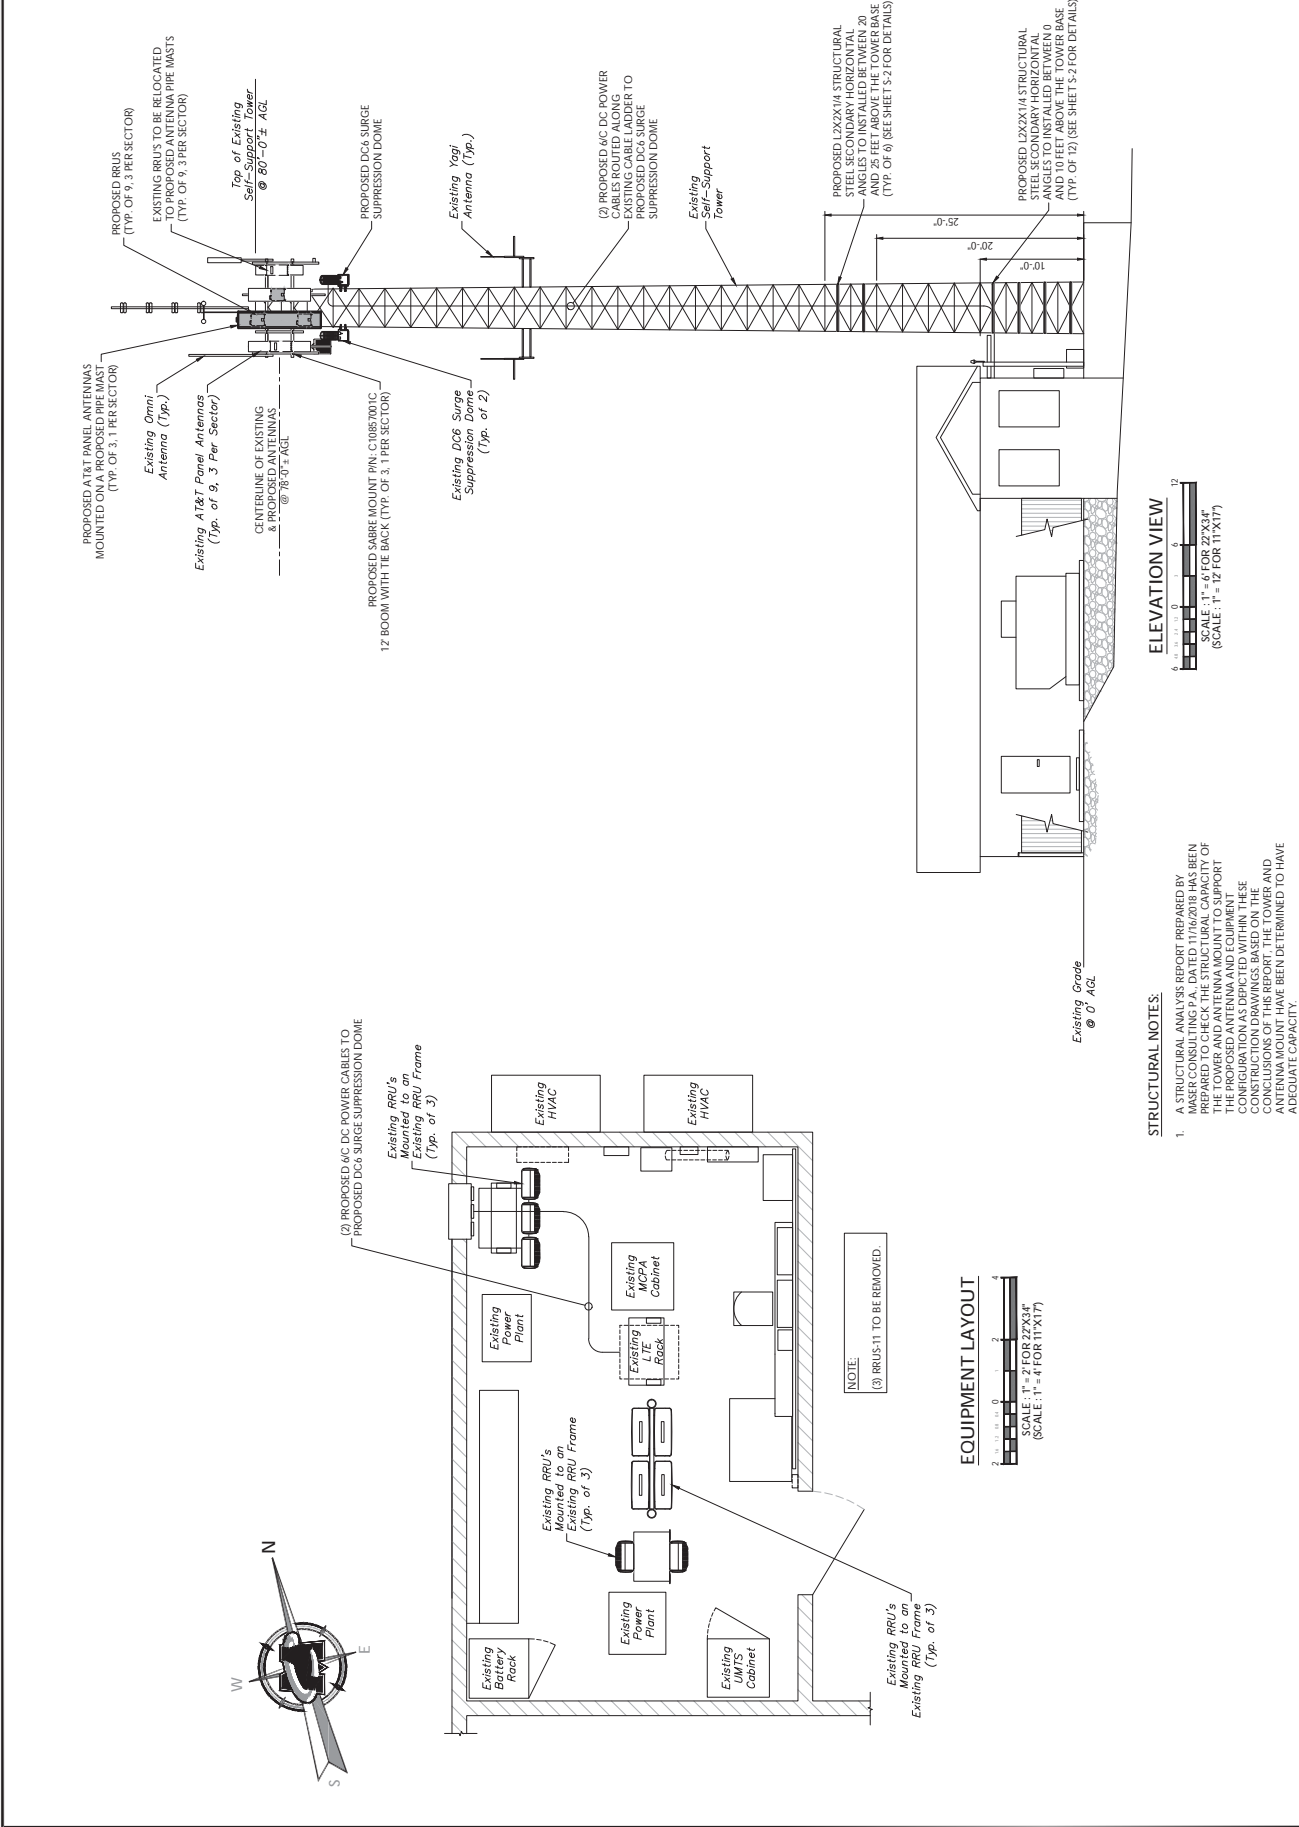 N
W
E
S
(2) PROPOSED 6/C DC POWER CABLES TO
PROPOSED DC6 SURGE SUPPRESSION DOME
Existing RRU's
Mounted to an
Existing RRU Frame
(Typ. of 3)
Existing
HVAC
Existing
HVAC
Existing
Power
Plant
Existing
MCPA
Cabinet
Existing
LTE
Rack
Existing RRU's
Mounted to an
Existing RRU Frame
(Typ. of 3)
Existing
Battery
Rack
Existing
Power
Plant
Existing
UMTS
Cabinet
Existing RRU's
Mounted to an
Existing RRU Frame
(Typ. of 3)
NOTE:
(3) RRUS-11 TO BE REMOVED.
EQUIPMENT LAYOUT
2 0 2 4
SCALE : 1" = 2' FOR 22"X34"
(SCALE : 1" = 4' FOR 11"X17")
PROPOSED AT&T PANEL ANTENNAS
MOUNTED ON A PROPOSED PIPE MAST
(TYP. OF 3, 1 PER SECTOR)
Existing Omni
Antenna (Typ.)
Existing AT&T Panel Antennas
(Typ. of 9, 3 Per Sector)
CENTERLINE OF EXISTING
& PROPOSED ANTENNAS
@ 78'-0"± AGL
PROPOSED SABRE MOUNT P/N: C10857001C
12' BOOM WITH TIE BACK (TYP. OF 3, 1 PER SECTOR)
Existing DC6 Surge
Suppression Dome
(Typ. of 2)
PROPOSED RRUS
(TYP. OF 9, 3 PER SECTOR)
EXISTING RRU'S TO BE RELOCATED
TO PROPOSED ANTENNA PIPE MASTS
(TYP. OF 9, 3 PER SECTOR)
Top of Existing
Self-Support Tower
@ 80'-0"± AGL
PROPOSED DC6 SURGE
SUPPRESSION DOME
Existing Yagi
Antenna (Typ.)
(2) PROPOSED 6/C DC POWER
CABLES ROUTED ALONG
EXISTING CABLE LADDER TO
PROPOSED DC6 SURGE
SUPPRESSION DOME
Existing
Self-Support
Tower
PROPOSED L2X2X1/4 STRUCTURAL
STEEL SECONDARY HORIZONTAL
ANGLES TO INSTALLED BETWEEN 20
AND 25 FEET ABOVE THE TOWER BASE
(TYP. OF 6) (SEE SHEET S-2 FOR DETAILS)
25'-0"
20'-0"
10'-0"
PROPOSED L2X2X1/4 STRUCTURAL
STEEL SECONDARY HORIZONTAL
ANGLES TO INSTALLED BETWEEN 0
AND 10 FEET ABOVE THE TOWER BASE
(TYP. OF 12) (SEE SHEET S-2 FOR DETAILS)
Existing Grade
@ 0' AGL
ELEVATION VIEW
6 0 6 12
SCALE : 1" = 6' FOR 22"X34"
(SCALE : 1" = 12' FOR 11"X17")
STRUCTURAL NOTES:
1. A STRUCTURAL ANALYSIS REPORT PREPARED BY
MASER CONSULTING P.A., DATED 11/16/2018 HAS BEEN
PREPARED TO CHECK THE STRUCTURAL CAPACITY OF
THE TOWER AND ANTENNA MOUNT TO SUPPORT
THE PROPOSED ANTENNA AND EQUIPMENT
CONFIGURATION AS DEPICTED WITHIN THESE
CONSTRUCTION DRAWINGS. BASED ON THE
CONCLUSIONS OF THIS REPORT, THE TOWER AND
ANTENNA MOUNT HAVE BEEN DETERMINED TO HAVE
ADEQUATE CAPACITY.